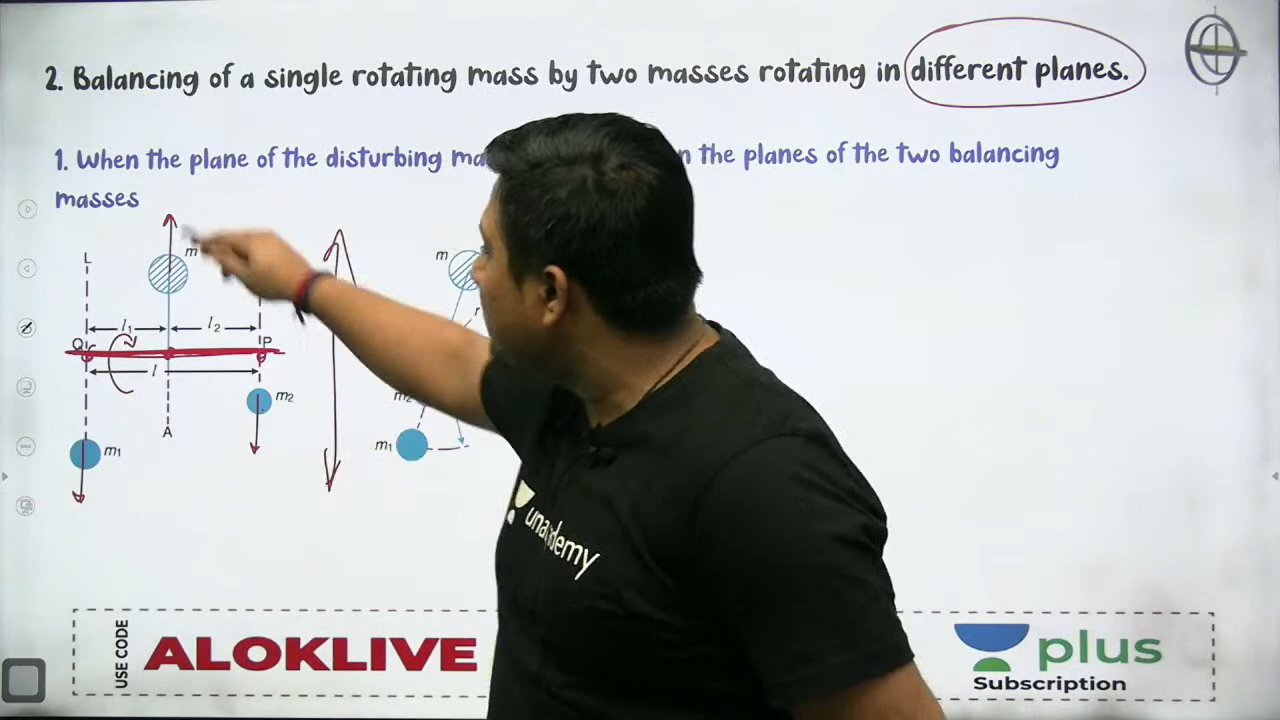 2. Balancing of a single rotating mass by two masses rotating in different planes.
1. When the plane of the disturbing the planes of the two balancing
masses
L
m
m
l₁
l₂
Q
P
l
m₂
A
m₁
m₂
m₁
r
unacademy
USE CODE
ALOKLIVE
plus
Subscription